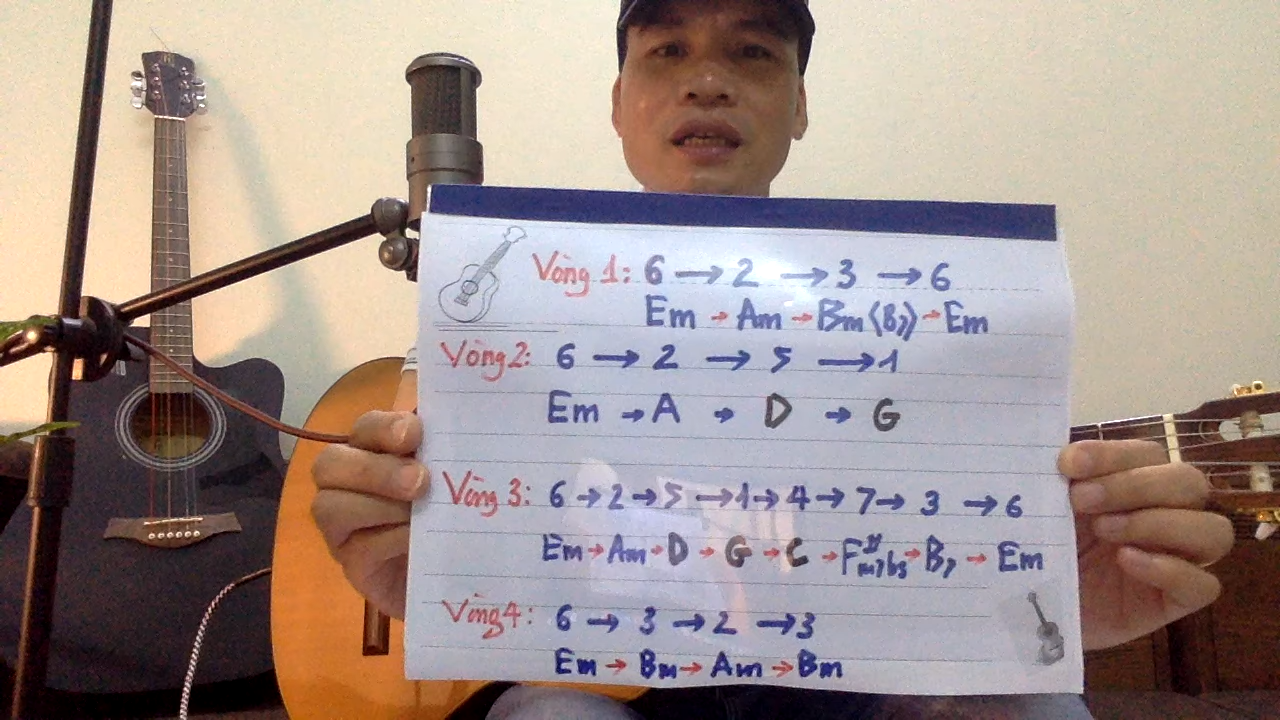 Vòng 1: 6 → 2 → 3 → 6
Em → Am → Bm (B7) → Em
Vòng 2: 6 → 2 → 5 → 1
Em → A → D → G
Vòng 3: 6 → 2 → 5 → 1 → 4 → 7 → 3 → 6
Em → Am → D → G → C → F#m7b5 → B7 → Em
Vòng 4: 6 → 3 → 2 → 3
Em → Bm → Am → Bm